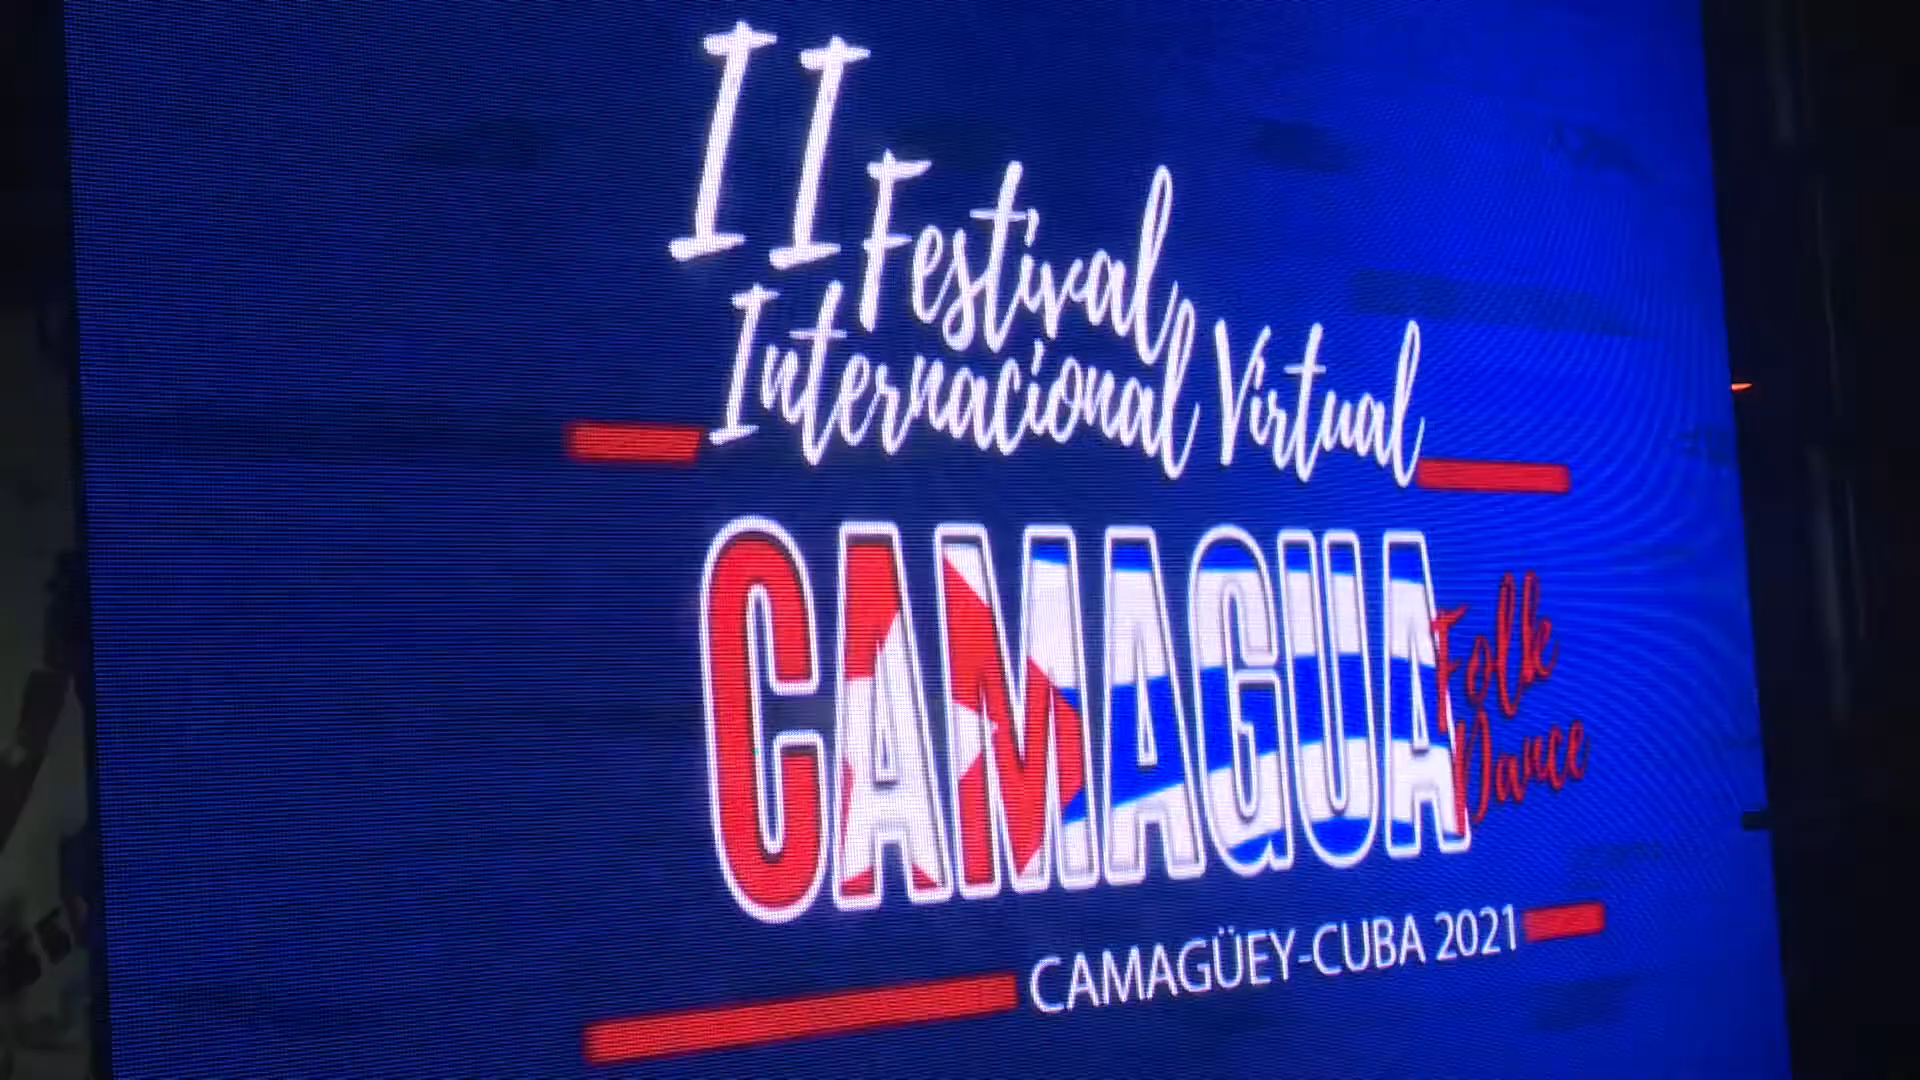 II Festival
Internacional Virtual
CAMAGUA
Folk
Dance
CAMAGÜEY-CUBA 2021